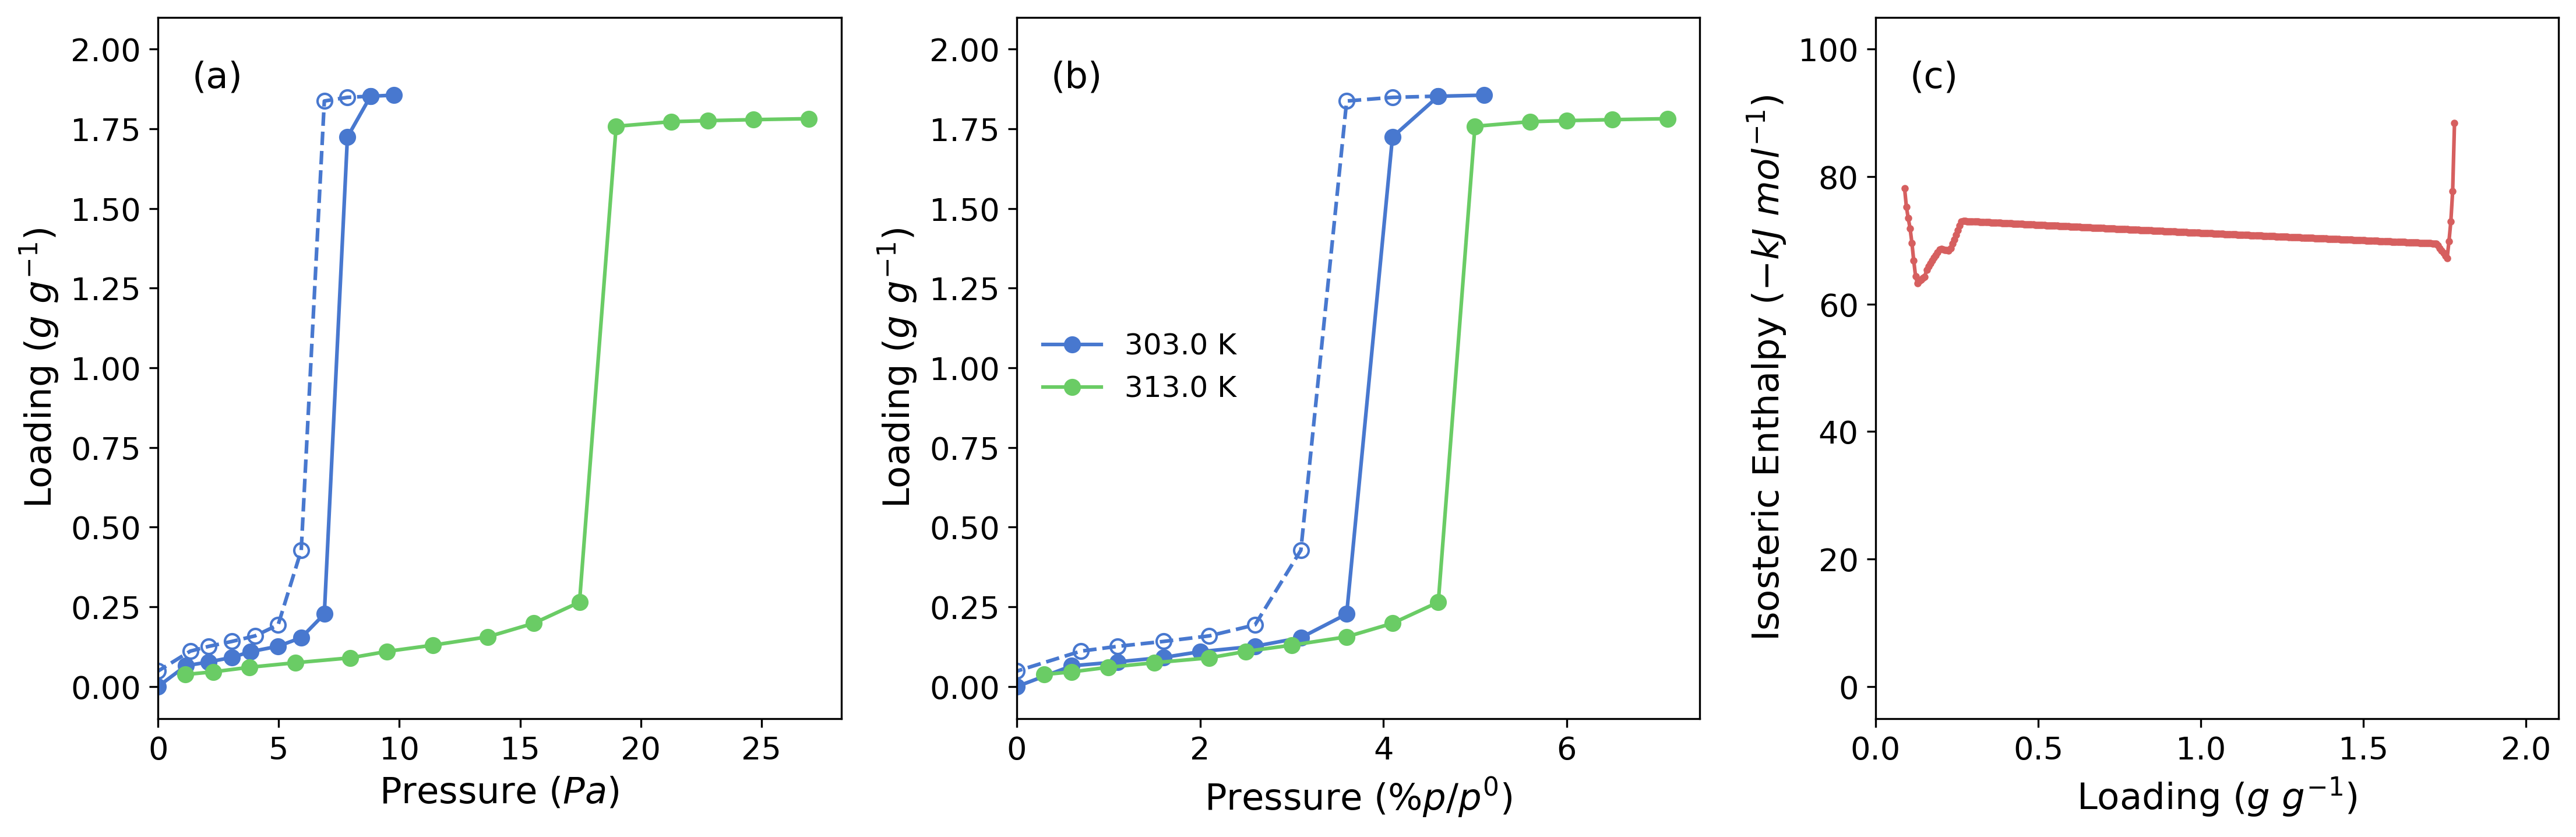 (a)
2.00
1.75
1.50
1.25
1.00
0.75
0.50
0.25
0.00
Loading (g g⁻¹)
0 5 10 15 20 25
Pressure (Pa)
(b)
2.00
1.75
1.50
1.25
1.00
0.75
0.50
0.25
0.00
Loading (g g⁻¹)
303.0 K
313.0 K
0 2 4 6
Pressure (%p/p⁰)
(c)
100
80
60
40
20
0
Isosteric Enthalpy (−kJ mol⁻¹)
0.0 0.5 1.0 1.5 2.0
Loading (g g⁻¹)